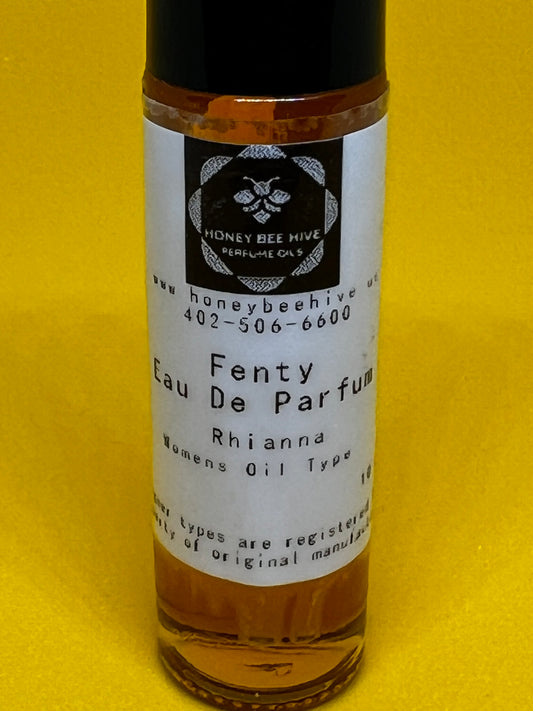 HONEY BEE HIVE
PERFUME OILS
www honeybeehive
402-506-6600
Fenty
Eau De Parfum
Rhianna
Womens Oil Type
10
types are registered
of original